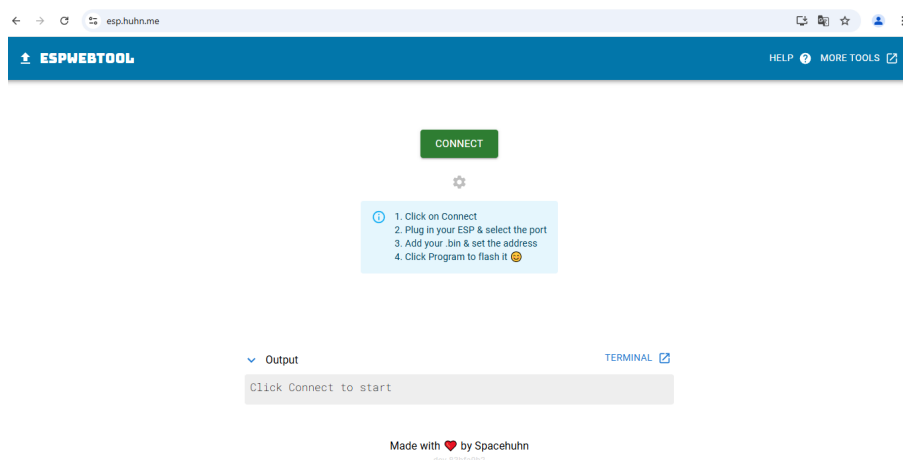 esp.huhn.me
ESPWEBTOOL
HELP ? MORE TOOLS
CONNECT
1. Click on Connect
2. Plug in your ESP & select the port
3. Add your .bin & set the address
4. Click Program to flash it 😊
Output
TERMINAL
Click Connect to start
Made with ❤️ by Spacehuhn